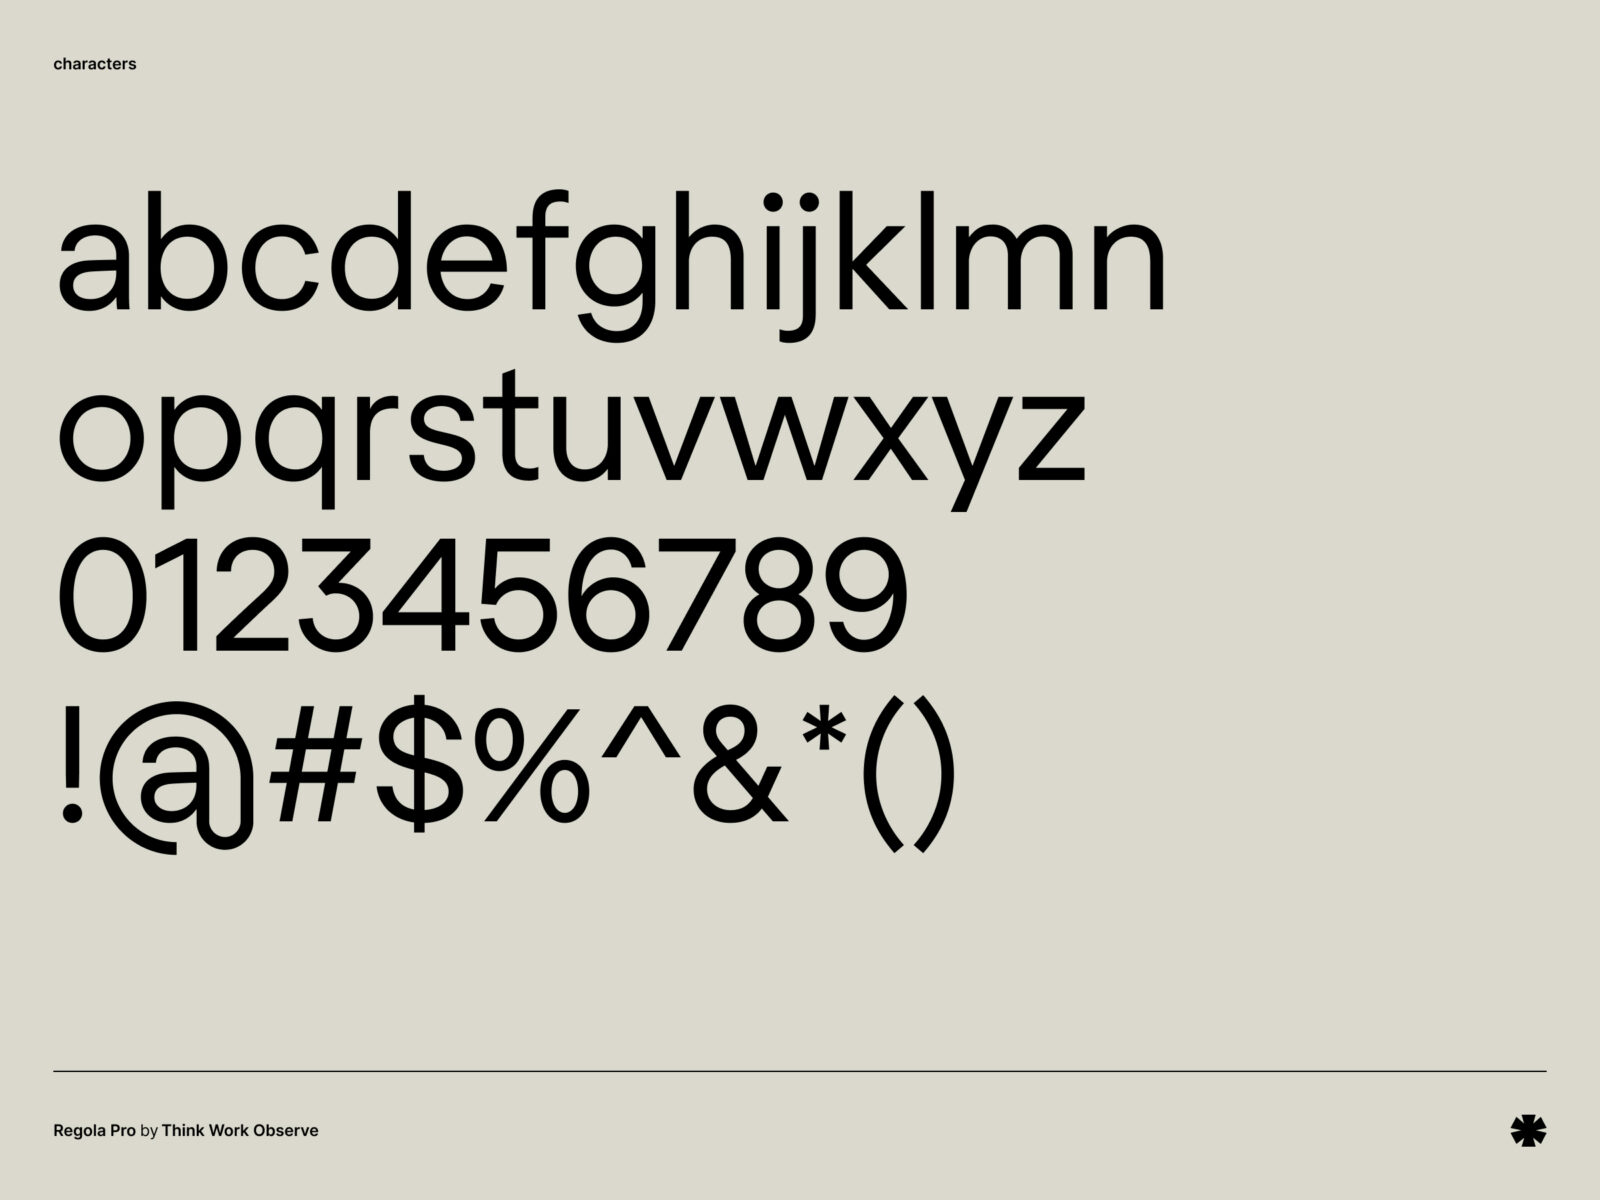 characters
abcdefghijklmn
opqrstuvwxyz
0123456789
!@#$%^&*()
Regola Pro by Think Work Observe